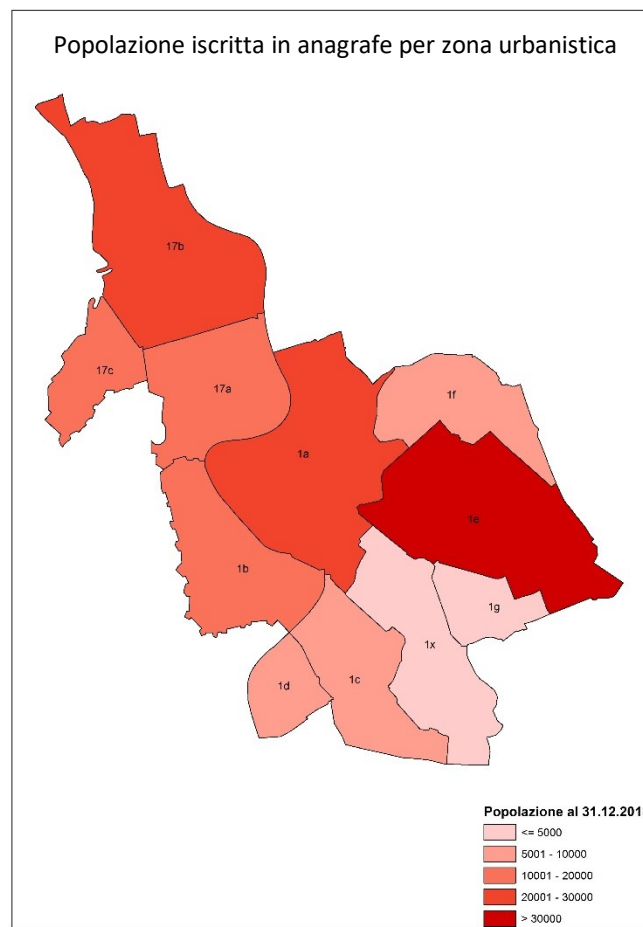 Popolazione iscritta in anagrafe per zona urbanistica
17b
17c
17a
1f
1a
1e
1b
1g
1x
1c
1d
Popolazione al 31.12.201
<= 5000
5001 - 10000
10001 - 20000
20001 - 30000
> 30000